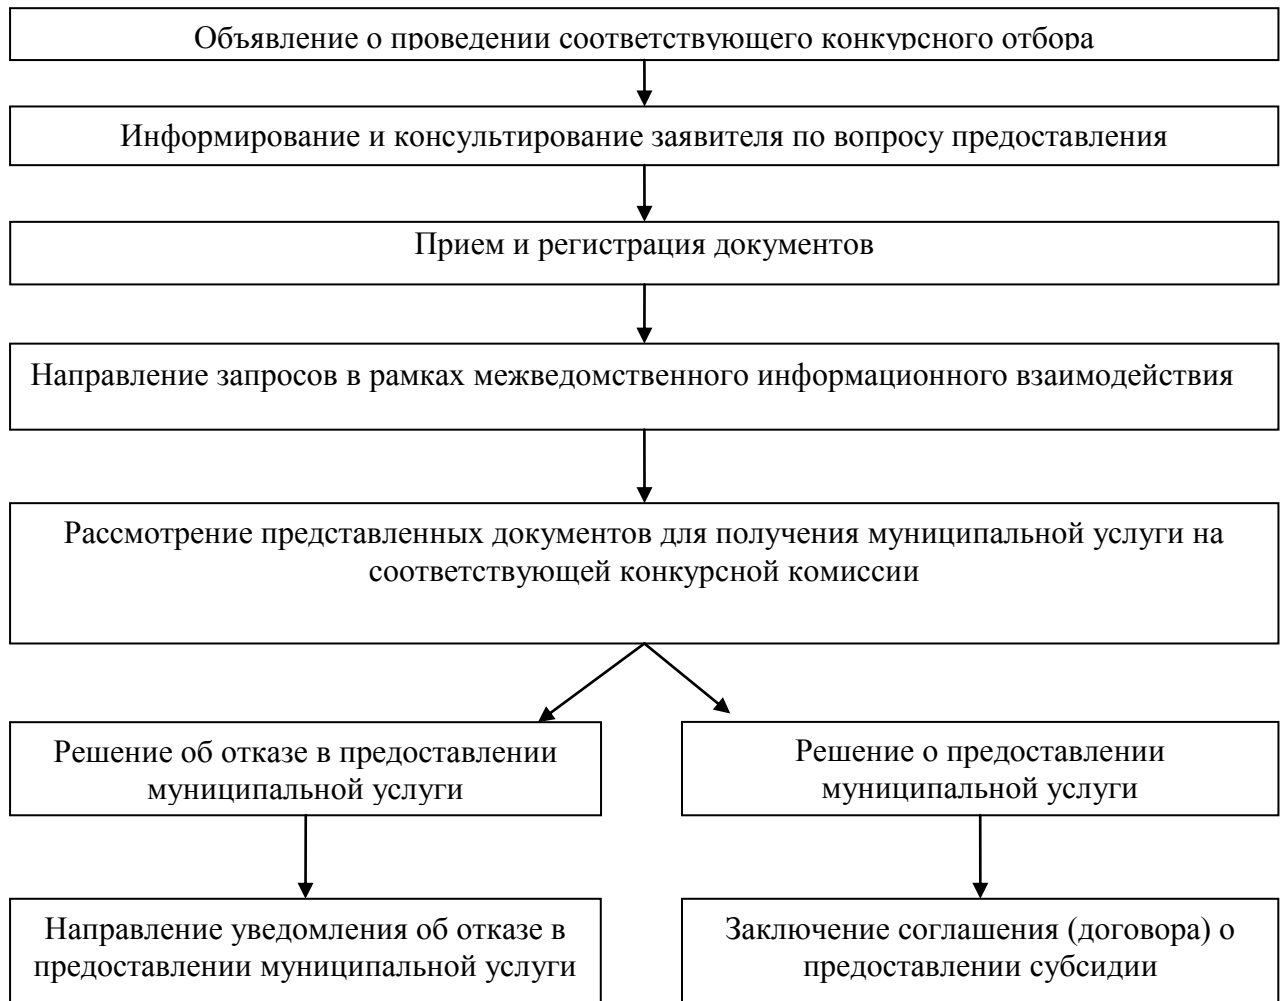 Объявление о проведении соответствующего конкурсного отбора
Информирование и консультирование заявителя по вопросу предоставления
Прием и регистрация документов
Направление запросов в рамках межведомственного информационного взаимодействия
Рассмотрение представленных документов для получения муниципальной услуги на
соответствующей конкурсной комиссии
Решение об отказе в предоставлении
муниципальной услуги
Решение о предоставлении
муниципальной услуги
Направление уведомления об отказе в
предоставлении муниципальной услуги
Заключение соглашения (договора) о
предоставлении субсидии